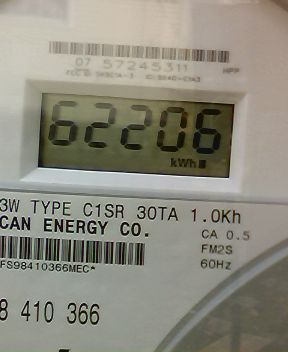 07 57245311
62206
kWh
3W TYPE C1SR 30TA 1.0Kh
CAN ENERGY CO.
CA 0.5
FM2S
60Hz
FS98410366MEC*
8 410 366